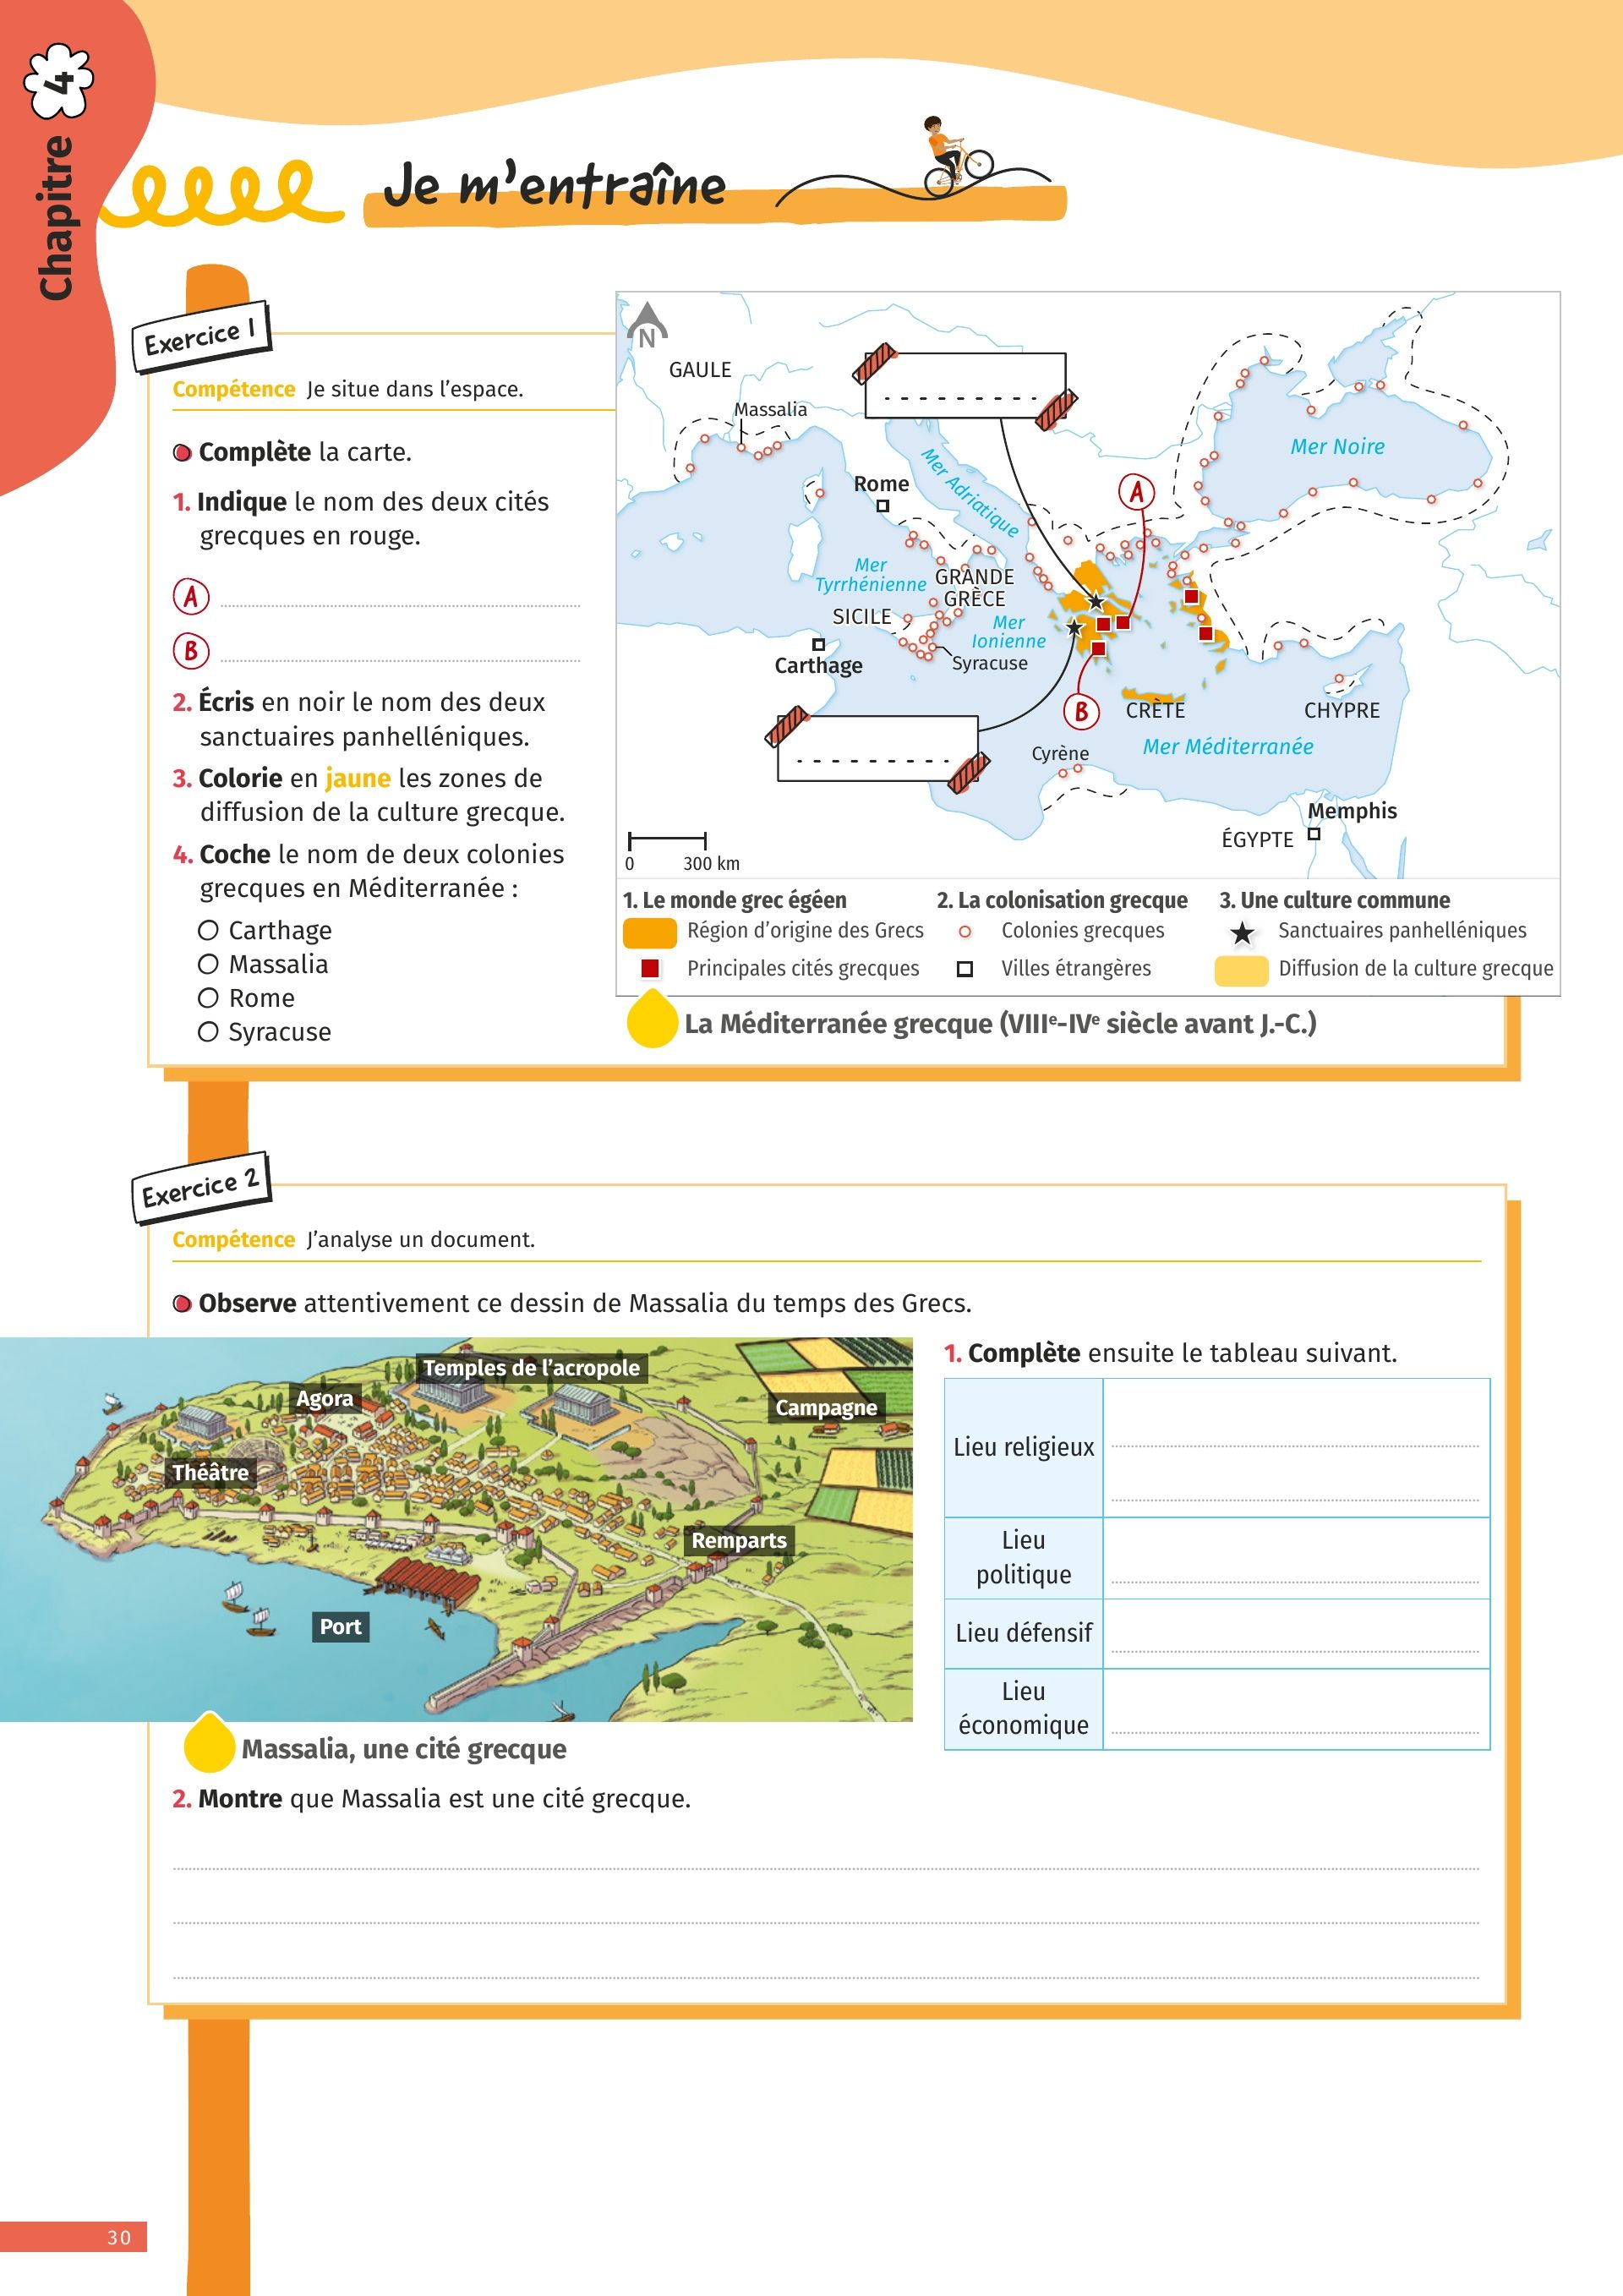 Chapitre 4
Je m'entraîne
Exercice 1
Compétence Je situe dans l'espace.
Complète la carte.
1. Indique le nom des deux cités
grecques en rouge.
A
B
2. Écris en noir le nom des deux
sanctuaires panhelléniques.
3. Colorie en jaune les zones de
diffusion de la culture grecque.
4. Coche le nom de deux colonies
grecques en Méditerranée :
Carthage
Massalia
Rome
Syracuse
N
GAULE
Massalia
Rome
Mer Adriatique
Mer Noire
A
Mer
Tyrrhénienne
GRANDE
GRÈCE
SICILE
Mer
Ionienne
Carthage
Syracuse
B
CRÈTE
CHYPRE
Mer Méditerranée
Cyrène
Memphis
ÉGYPTE
0 300 km
1. Le monde grec égéen
Région d'origine des Grecs
Principales cités grecques
2. La colonisation grecque
Colonies grecques
Villes étrangères
3. Une culture commune
Sanctuaires panhelléniques
Diffusion de la culture grecque
La Méditerranée grecque (VIIIe-IVe siècle avant J.-C.)
Exercice 2
Compétence J'analyse un document.
Observe attentivement ce dessin de Massalia du temps des Grecs.
Temples de l'acropole
Agora
Campagne
Théâtre
Remparts
Port
Massalia, une cité grecque
1. Complète ensuite le tableau suivant.
Lieu religieux
Lieu
politique
Lieu défensif
Lieu
économique
2. Montre que Massalia est une cité grecque.
30